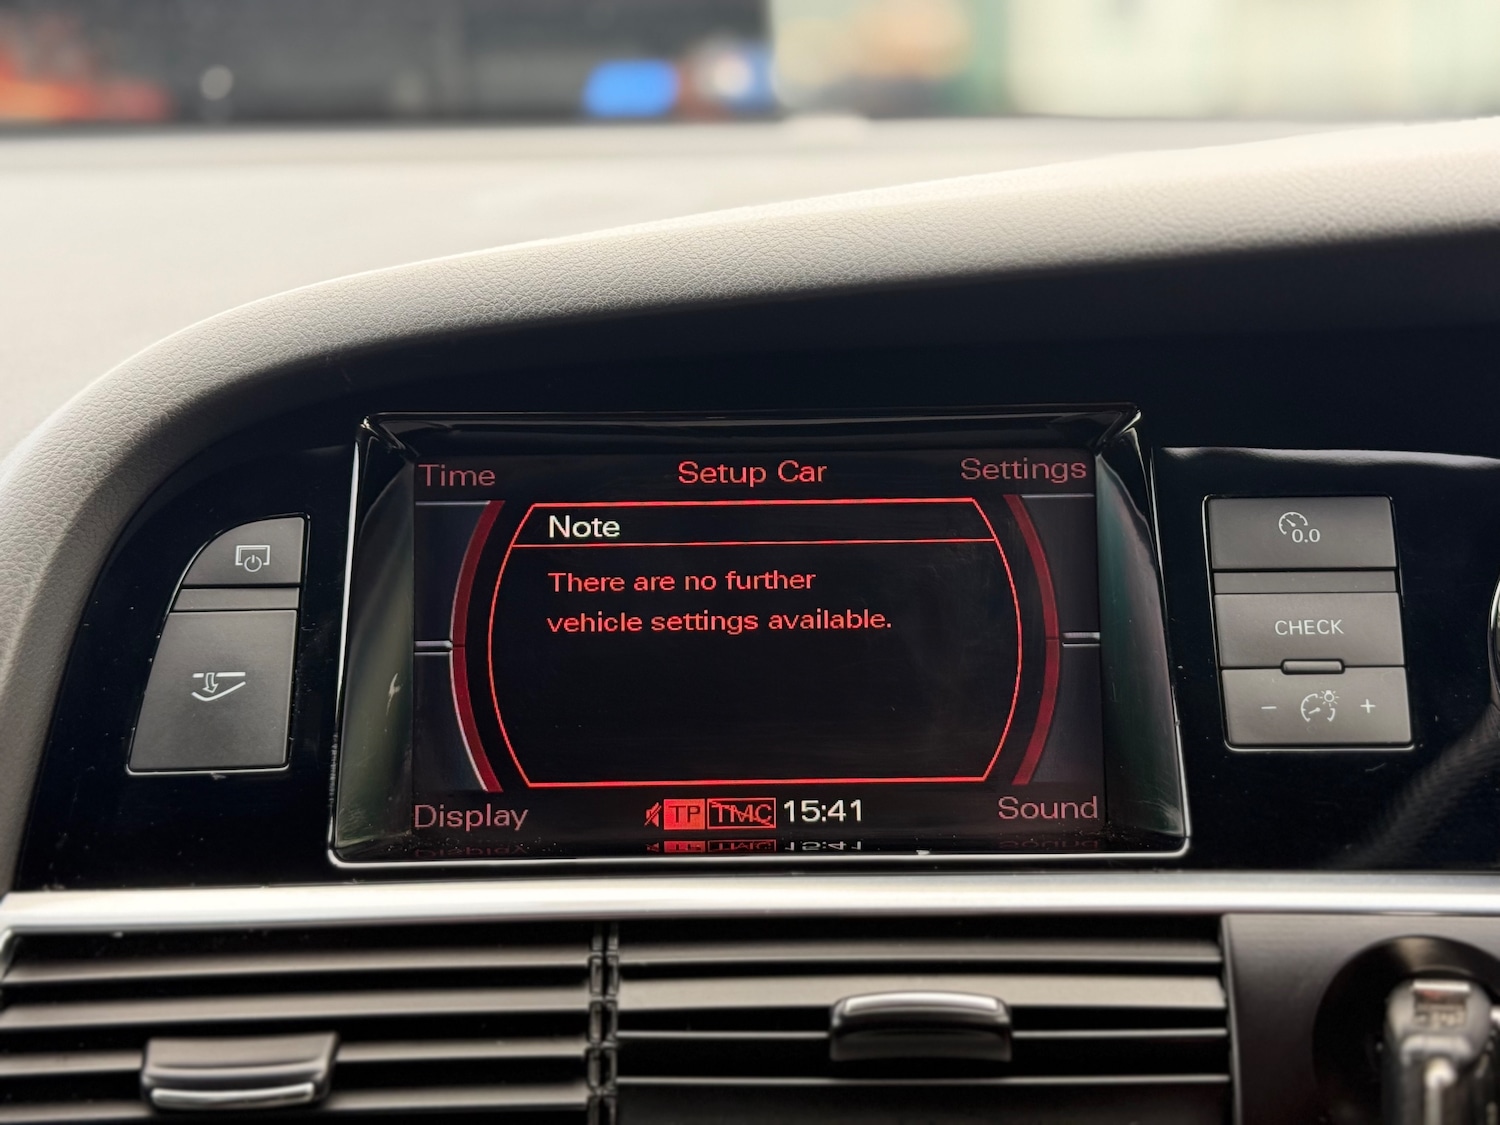 Time
Setup Car
Settings
Note
There are no further
vehicle settings available.
Display
TP TMC 15:41
Sound
0.0
CHECK
- +